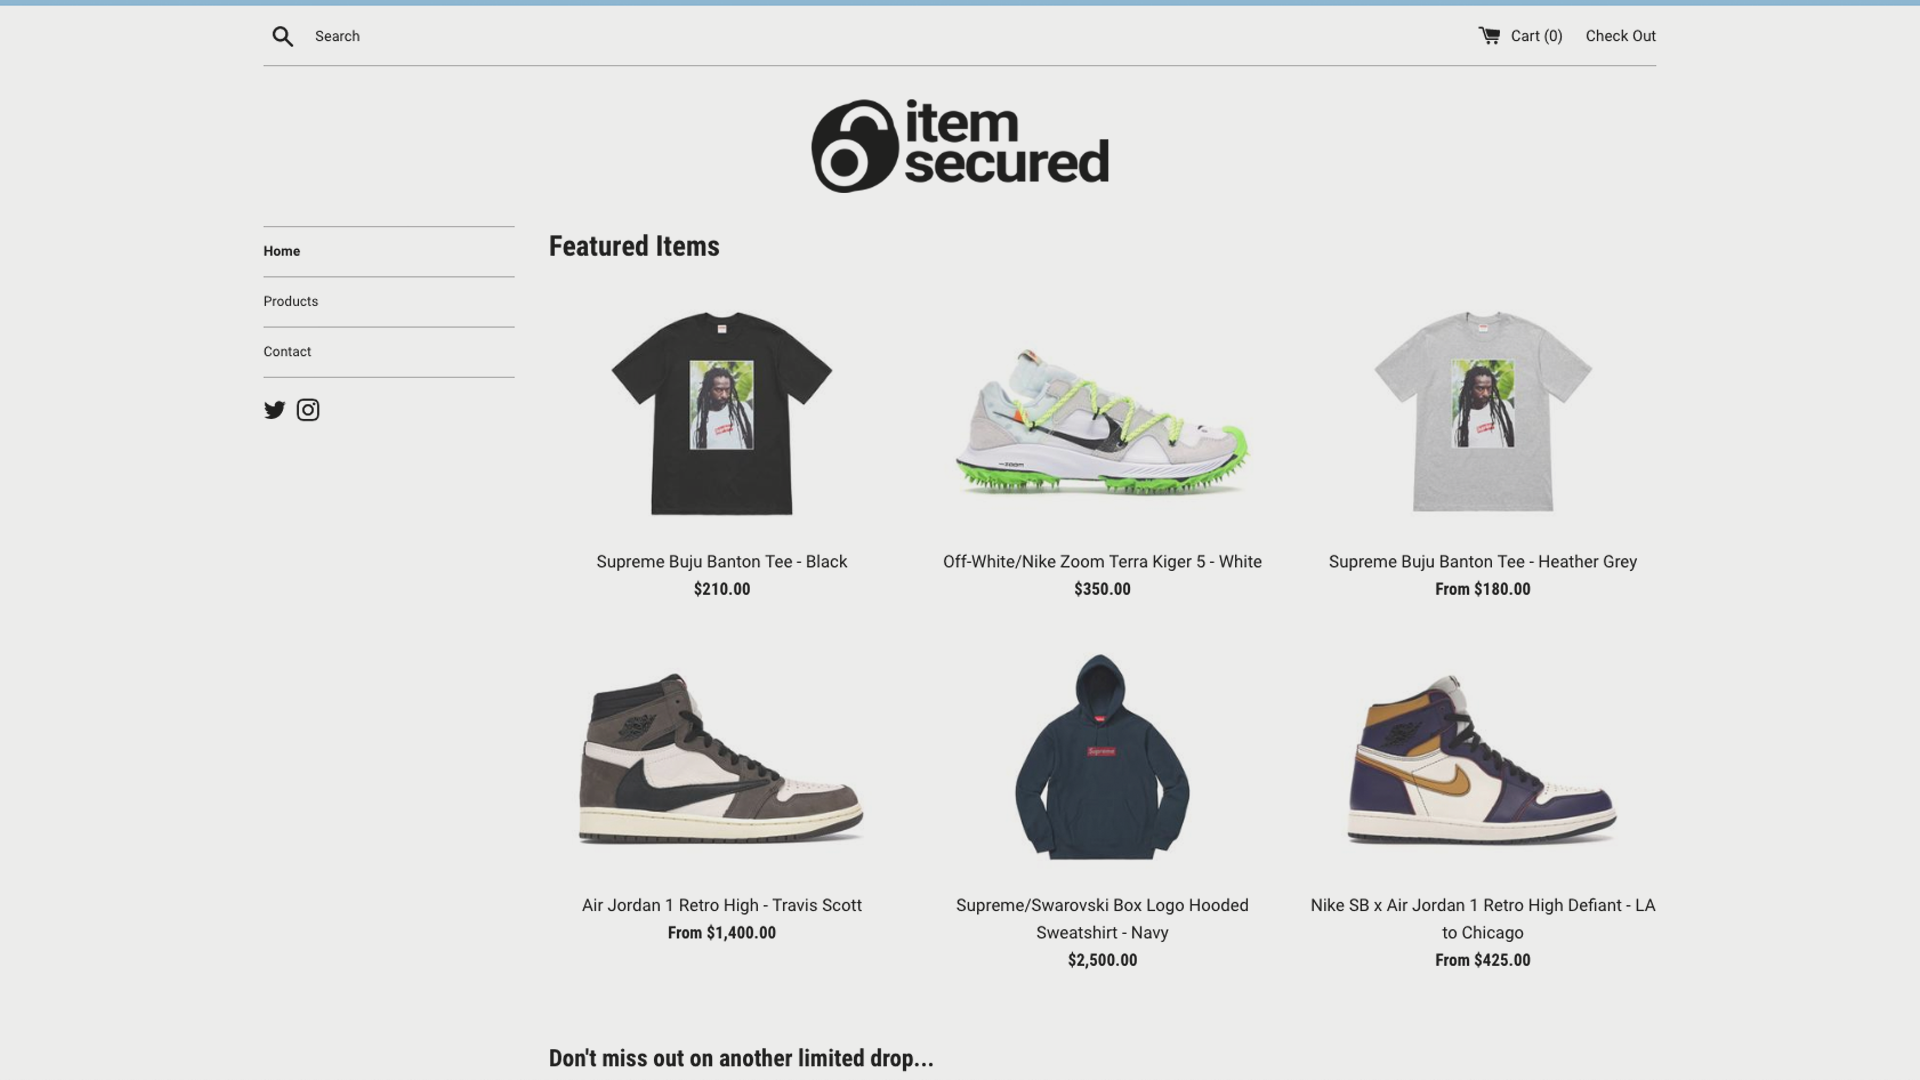 Search
Cart (0)
Check Out
item
secured
Home
Products
Contact
Featured Items
Supreme Buju Banton Tee - Black
$210.00
Off-White/Nike Zoom Terra Kiger 5 - White
$350.00
Supreme Buju Banton Tee - Heather Grey
From $180.00
Supreme
Air Jordan 1 Retro High - Travis Scott
From $1,400.00
Supreme/Swarovski Box Logo Hooded
Sweatshirt - Navy
$2,500.00
Nike SB x Air Jordan 1 Retro High Defiant - LA
to Chicago
From $425.00
Don't miss out on another limited drop...